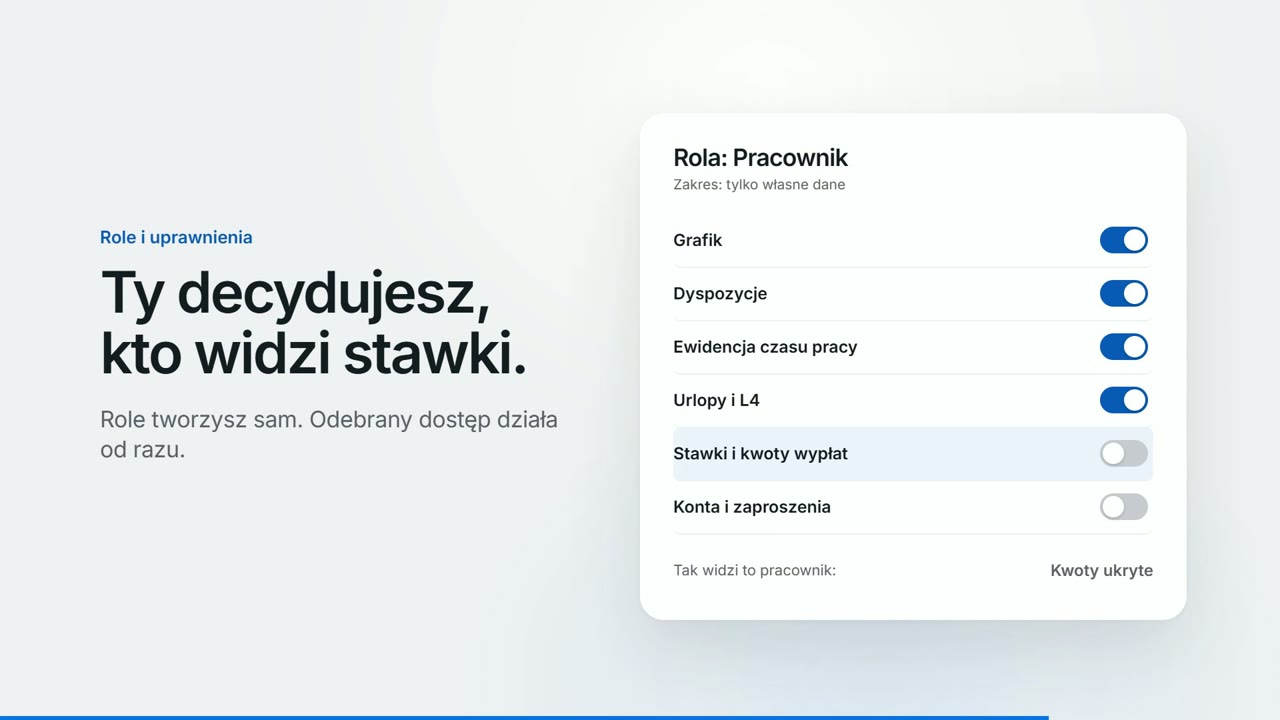 Role i uprawnienia
Ty decydujesz,
kto widzi stawki.
Role tworzysz sam. Odebrany dostęp działa
od razu.
Rola: Pracownik
Zakres: tylko własne dane
Grafik
Dyspozycje
Ewidencja czasu pracy
Urlopy i L4
Stawki i kwoty wypłat
Konta i zaproszenia
Tak widzi to pracownik:
Kwoty ukryte